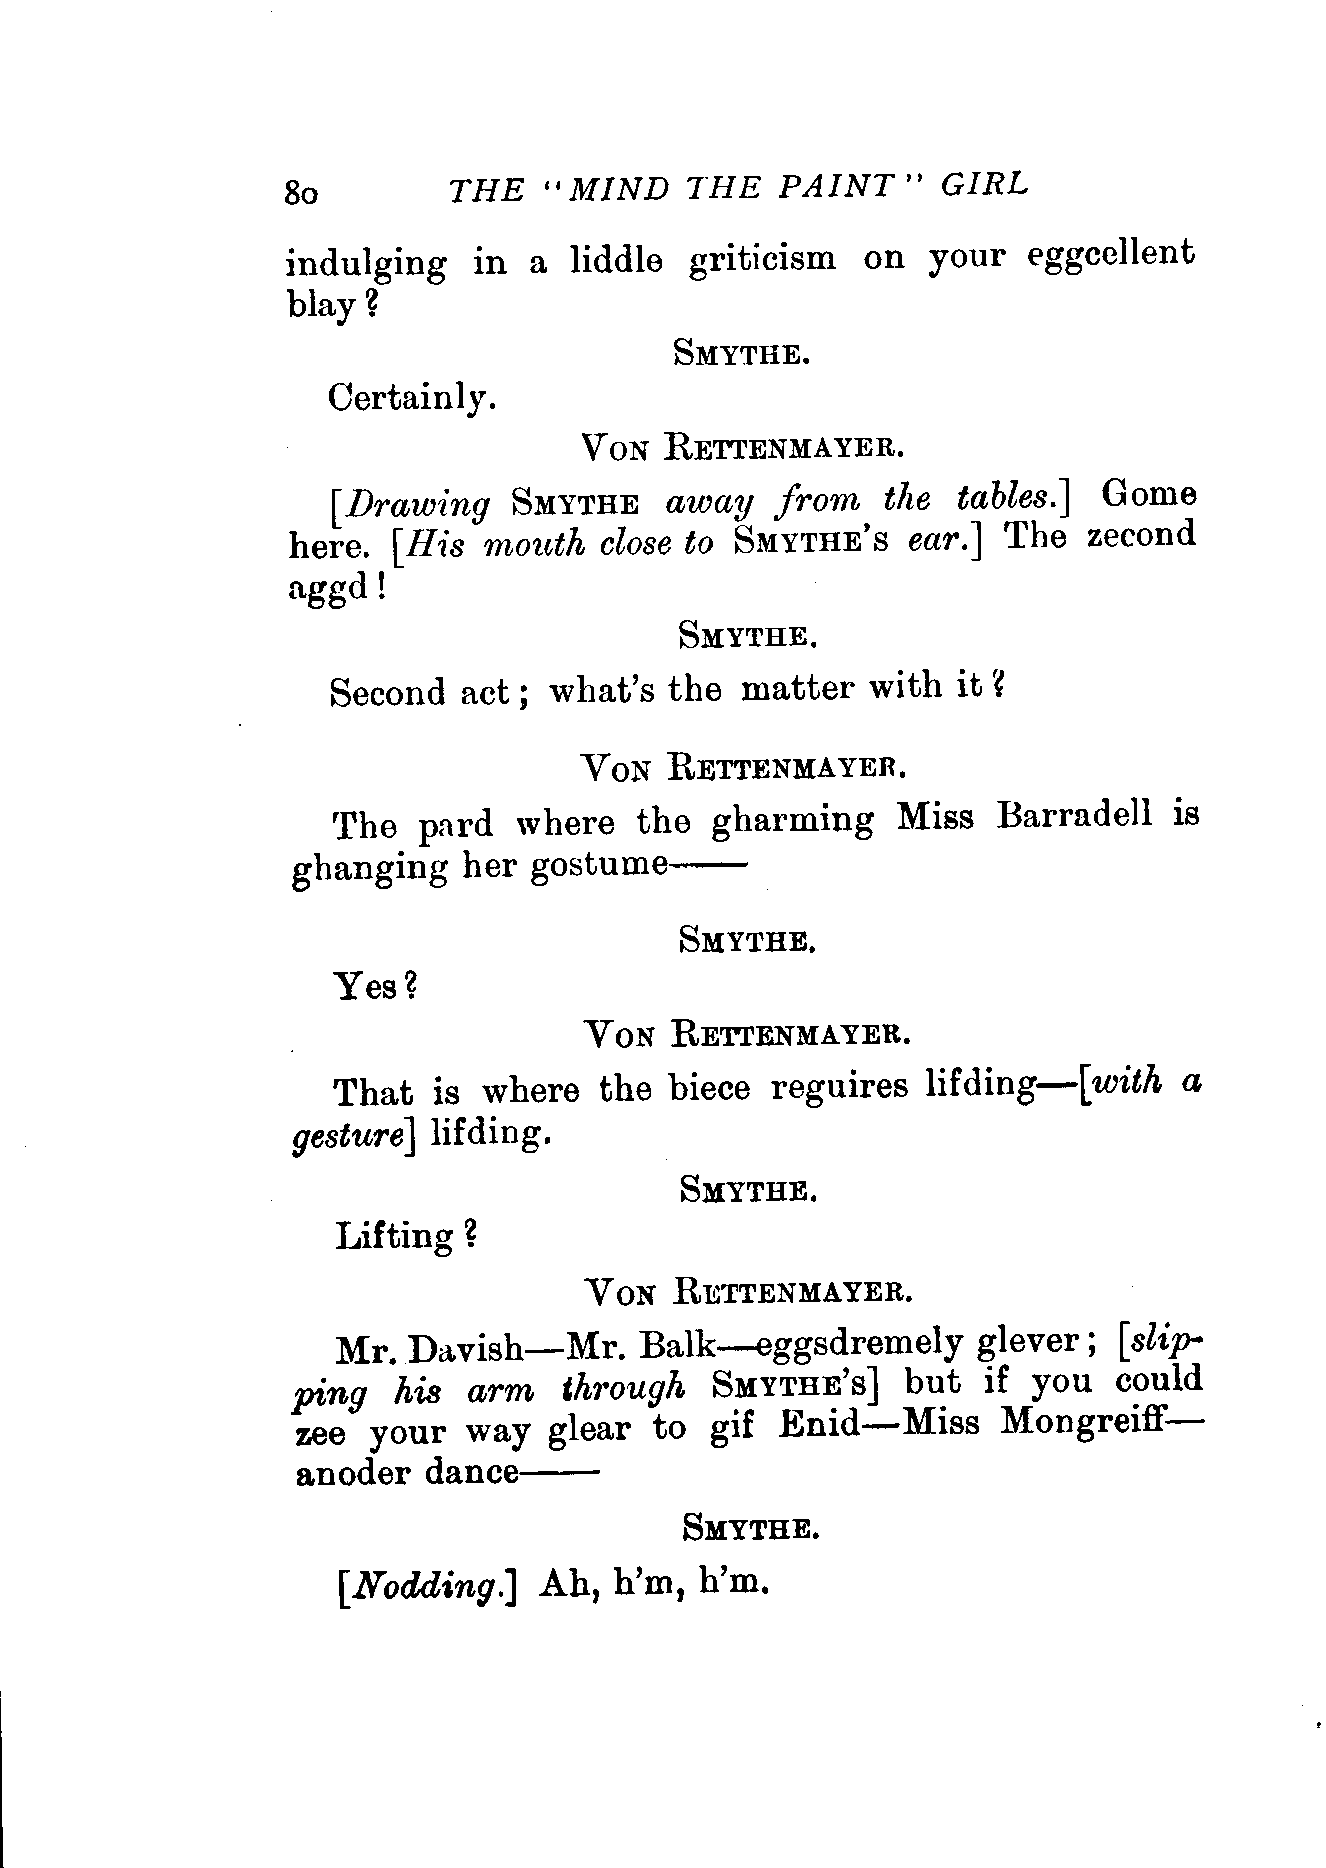 80 THE "MIND THE PAINT" GIRL
indulging in a liddle griticism on your eggcellent
blay?
SMYTHE.
Certainly.
VON RETTENMAYER.
[Drawing SMYTHE away from the tables.] Gome
here. [His mouth close to SMYTHE'S ear.] The zecond
aggd!
SMYTHE.
Second act; what's the matter with it?
VON RETTENMAYER.
The pard where the gharming Miss Barradell is
ghanging her gostume——
SMYTHE.
Yes?
VON RETTENMAYER.
That is where the biece reguires lifding—[with a
gesture] lifding.
SMYTHE.
Lifting?
VON RETTENMAYER.
Mr. Davish—Mr. Balk—eggsdremely glever; [slip-
ping his arm through SMYTHE'S] but if you could
zee your way glear to gif Enid—Miss Mongreiff—
anoder dance——
SMYTHE.
[Nodding.] Ah, h'm, h'm.